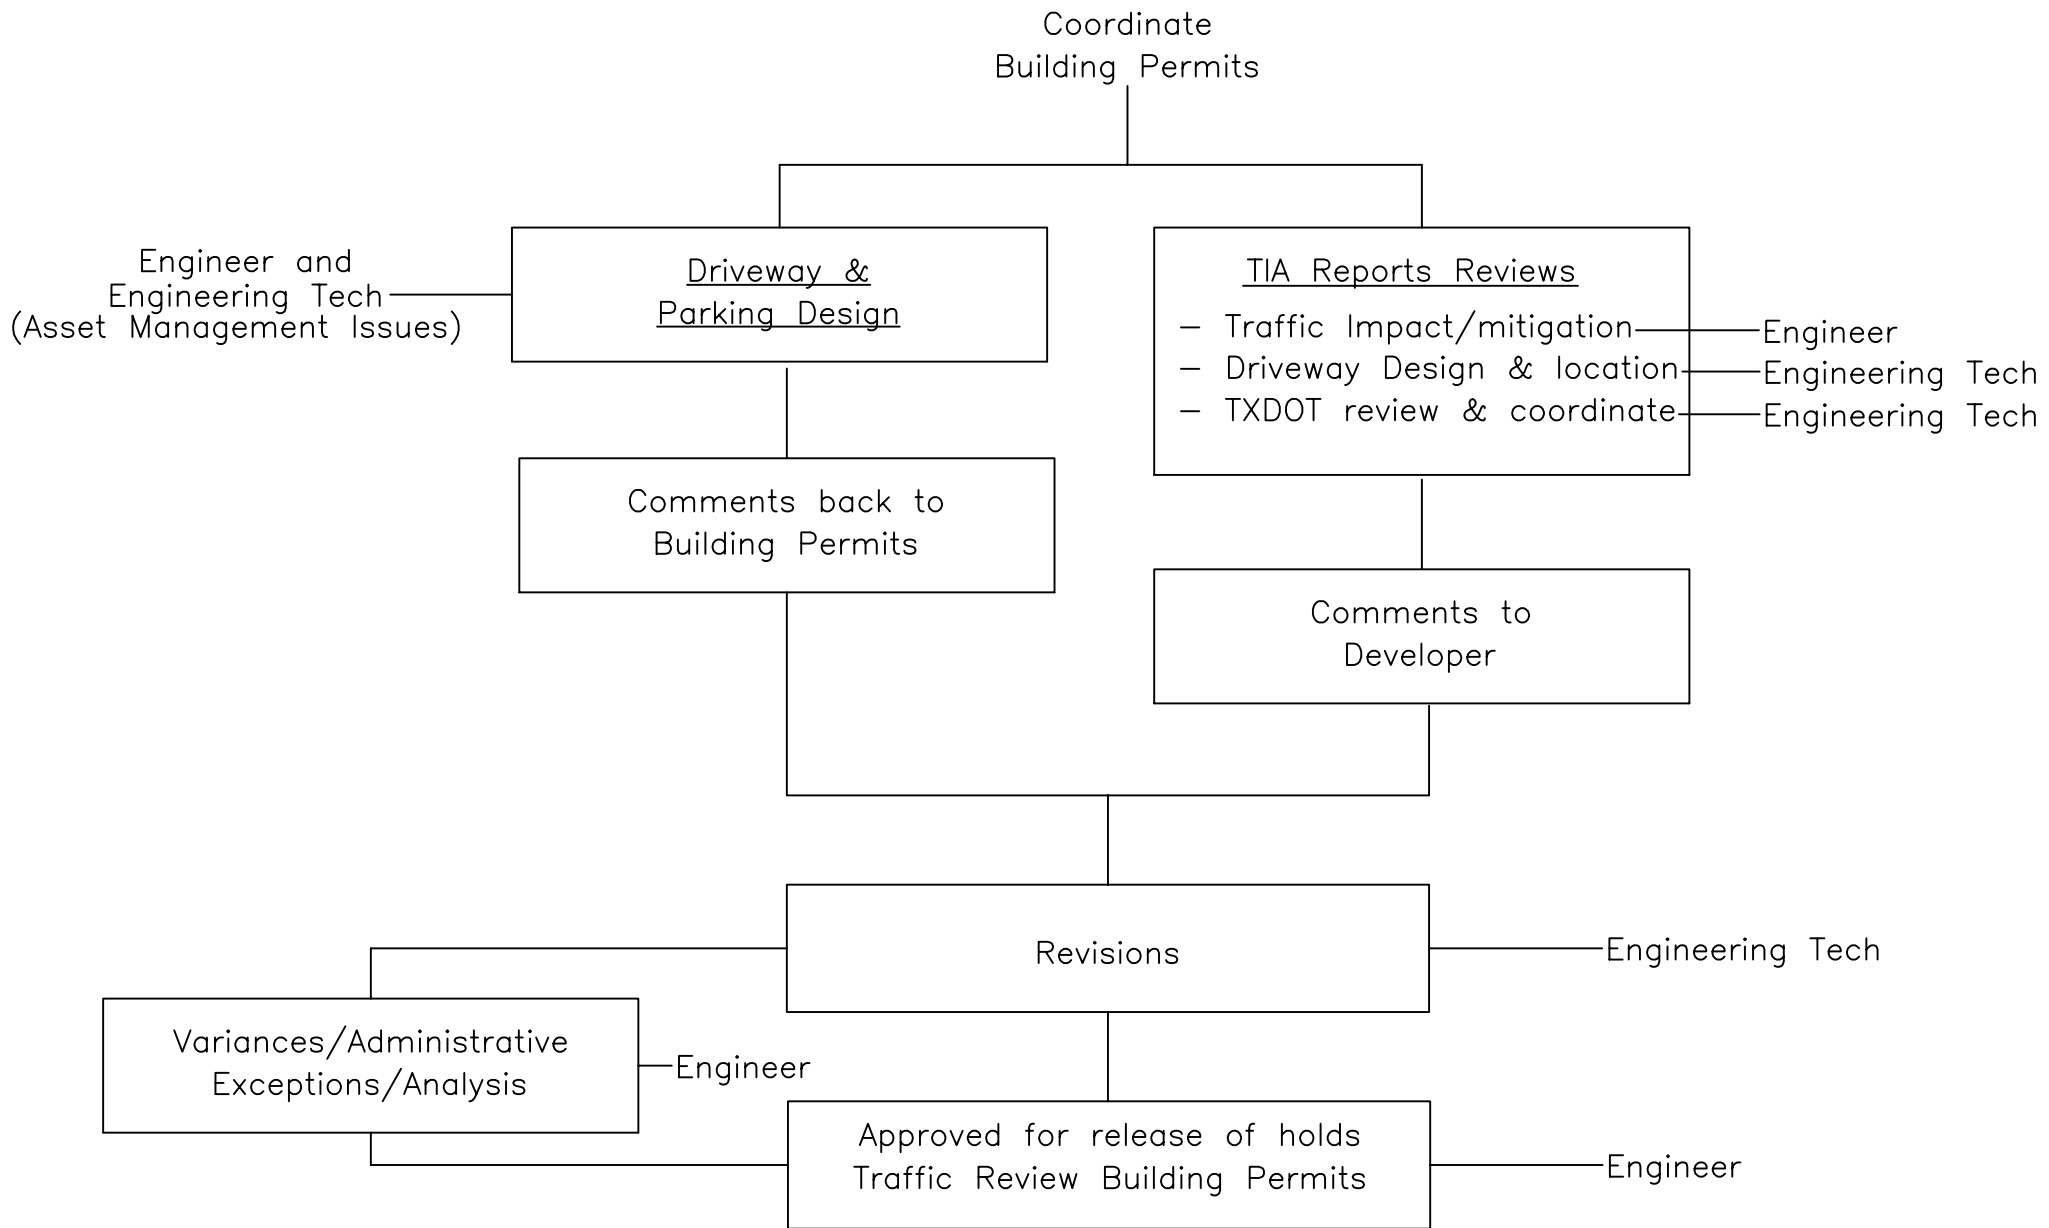 Coordinate
Building Permits
Engineer and
Engineering Tech
(Asset Management Issues)
Driveway &
Parking Design
TIA Reports Reviews
– Traffic Impact/mitigation
Engineer
– Driveway Design & location
Engineering Tech
– TXDOT review & coordinate
Engineering Tech
Comments back to
Building Permits
Comments to
Developer
Revisions
Engineering Tech
Variances/Administrative
Exceptions/Analysis
Engineer
Approved for release of holds
Traffic Review Building Permits
Engineer